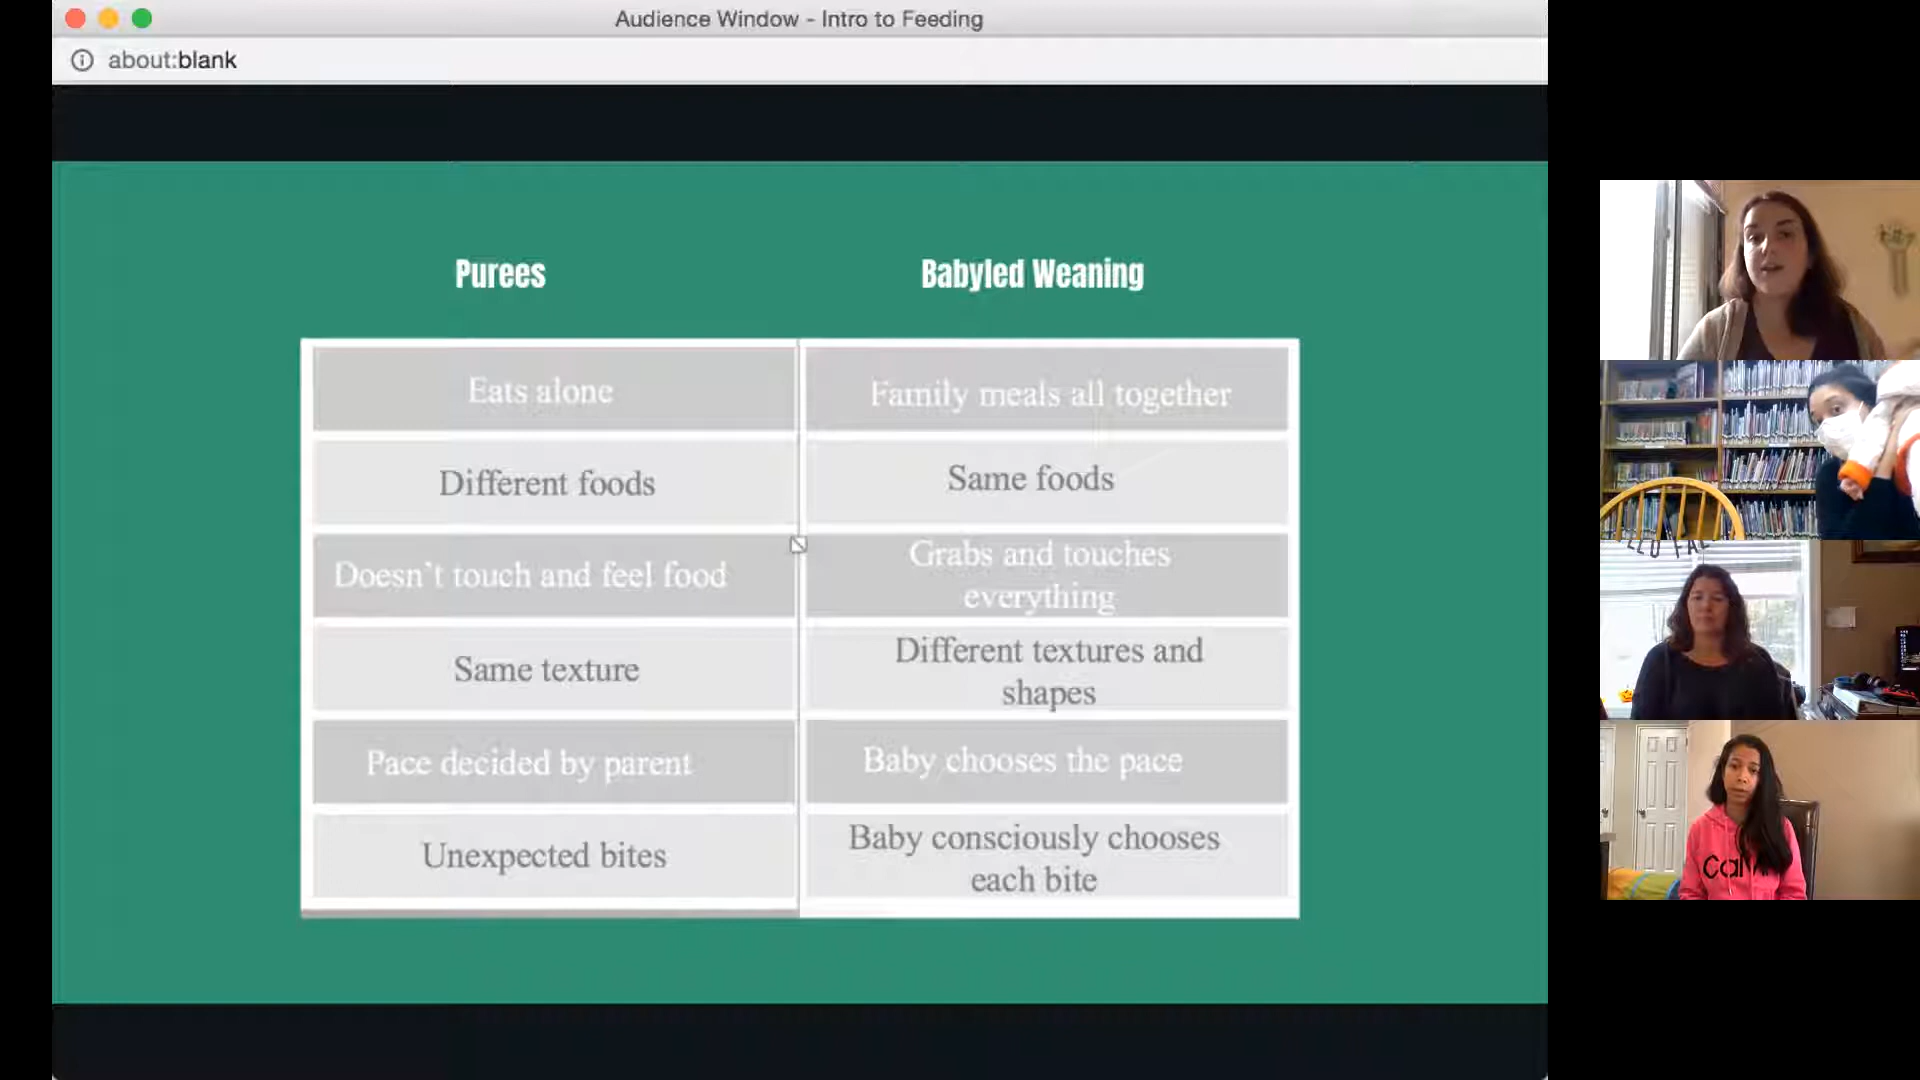 Audience Window - Intro to Feeding
about:blank
Purees
Babyled Weaning
Eats alone
Family meals all together
Different foods
Same foods
Doesn't touch and feel food
Grabs and touches
everything
Same texture
Different textures and
shapes
Pace decided by parent
Baby chooses the pace
Unexpected bites
Baby consciously chooses
each bite